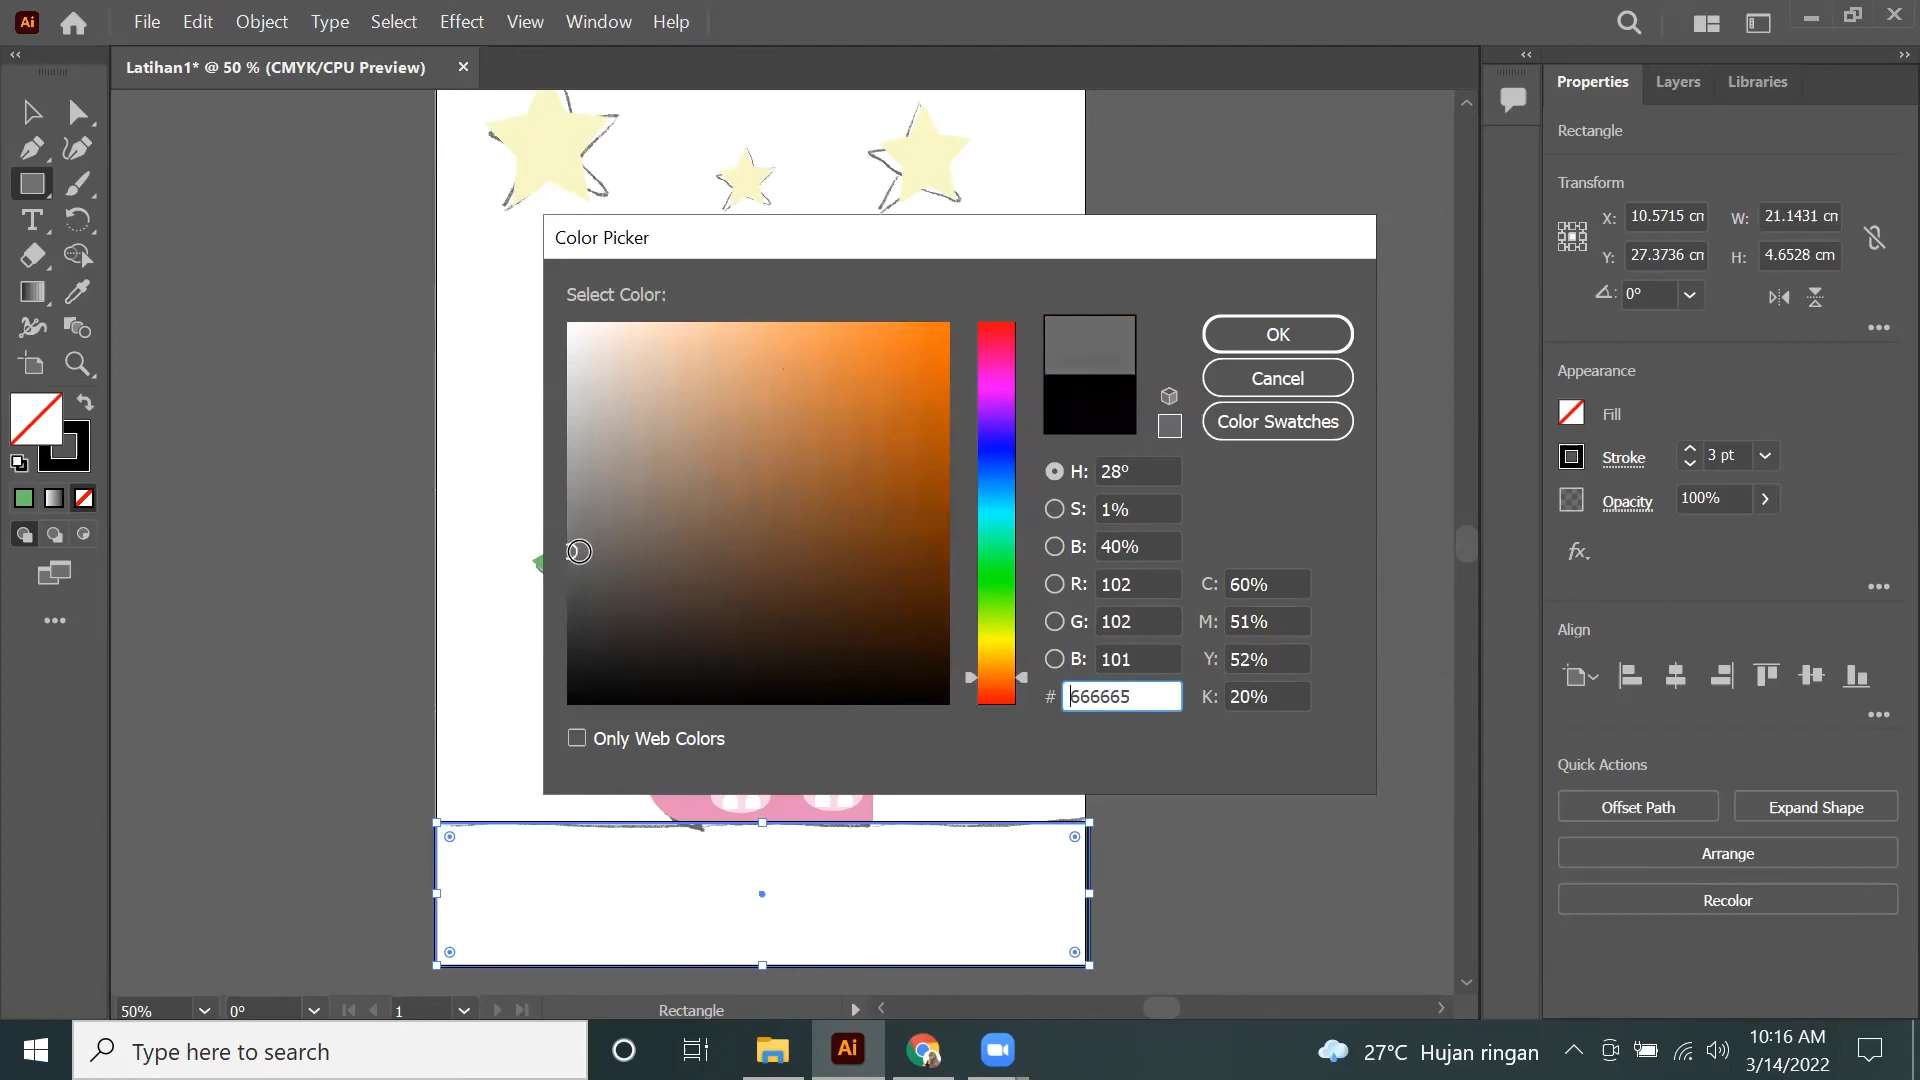 Ai File Edit Object Type Select Effect View Window Help
Latihan1* @ 50 % (CMYK/CPU Preview) ×
Properties Layers Libraries
Rectangle
Transform
X: 10.5715 cm W: 21.1431 cm
Y: 27.3736 cm H: 4.6528 cm
0°
Appearance
Fill
Stroke 3 pt
Opacity 100%
fx.
Align
Quick Actions
Offset Path Expand Shape
Arrange
Recolor
Color Picker
Select Color:
OK
Cancel
Color Swatches
H: 28°
S: 1%
B: 40%
R: 102 C: 60%
G: 102 M: 51%
B: 101 Y: 52%
# 666665 K: 20%
Only Web Colors
50% 0° 1 Rectangle
Type here to search
Ai
27°C Hujan ringan
10:16 AM
3/14/2022